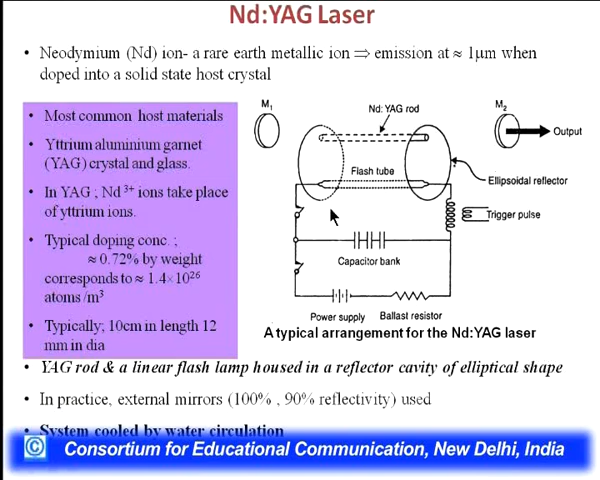 Nd:YAG Laser
• Neodymium (Nd) ion- a rare earth metallic ion ⇒ emission at ≈ 1μm when
doped into a solid state host crystal
• Most common host materials
• Yttrium aluminium garnet
(YAG) crystal and glass.
• In YAG ; Nd³⁺ ions take place
of yttrium ions.
• Typical doping conc. ;
≈ 0.72% by weight
corresponds to ≈ 1.4×10²⁶
atoms /m³
• Typically; 10cm in length 12
mm in dia
M₁
Nd: YAG rod
M₂
Output
Flash tube
Ellipsoidal reflector
Trigger pulse
Capacitor bank
Power supply
Ballast resistor
A typical arrangement for the Nd:YAG laser
• YAG rod & a linear flash lamp housed in a reflector cavity of elliptical shape
• In practice, external mirrors (100% , 90% reflectivity) used
• System cooled by water circulation
© Consortium for Educational Communication, New Delhi, India